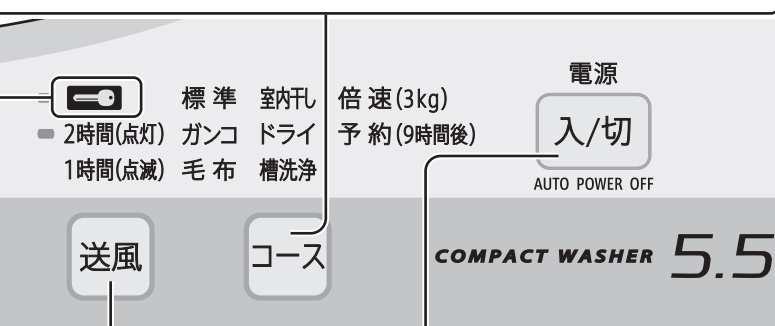 電源
標準 室内干し 倍速(3kg)
2時間(点灯) ガンコ ドライ 予約(9時間後)
入/切
1時間(点滅) 毛布 槽洗浄
AUTO POWER OFF
送風 コース
COMPACT WASHER 5.5